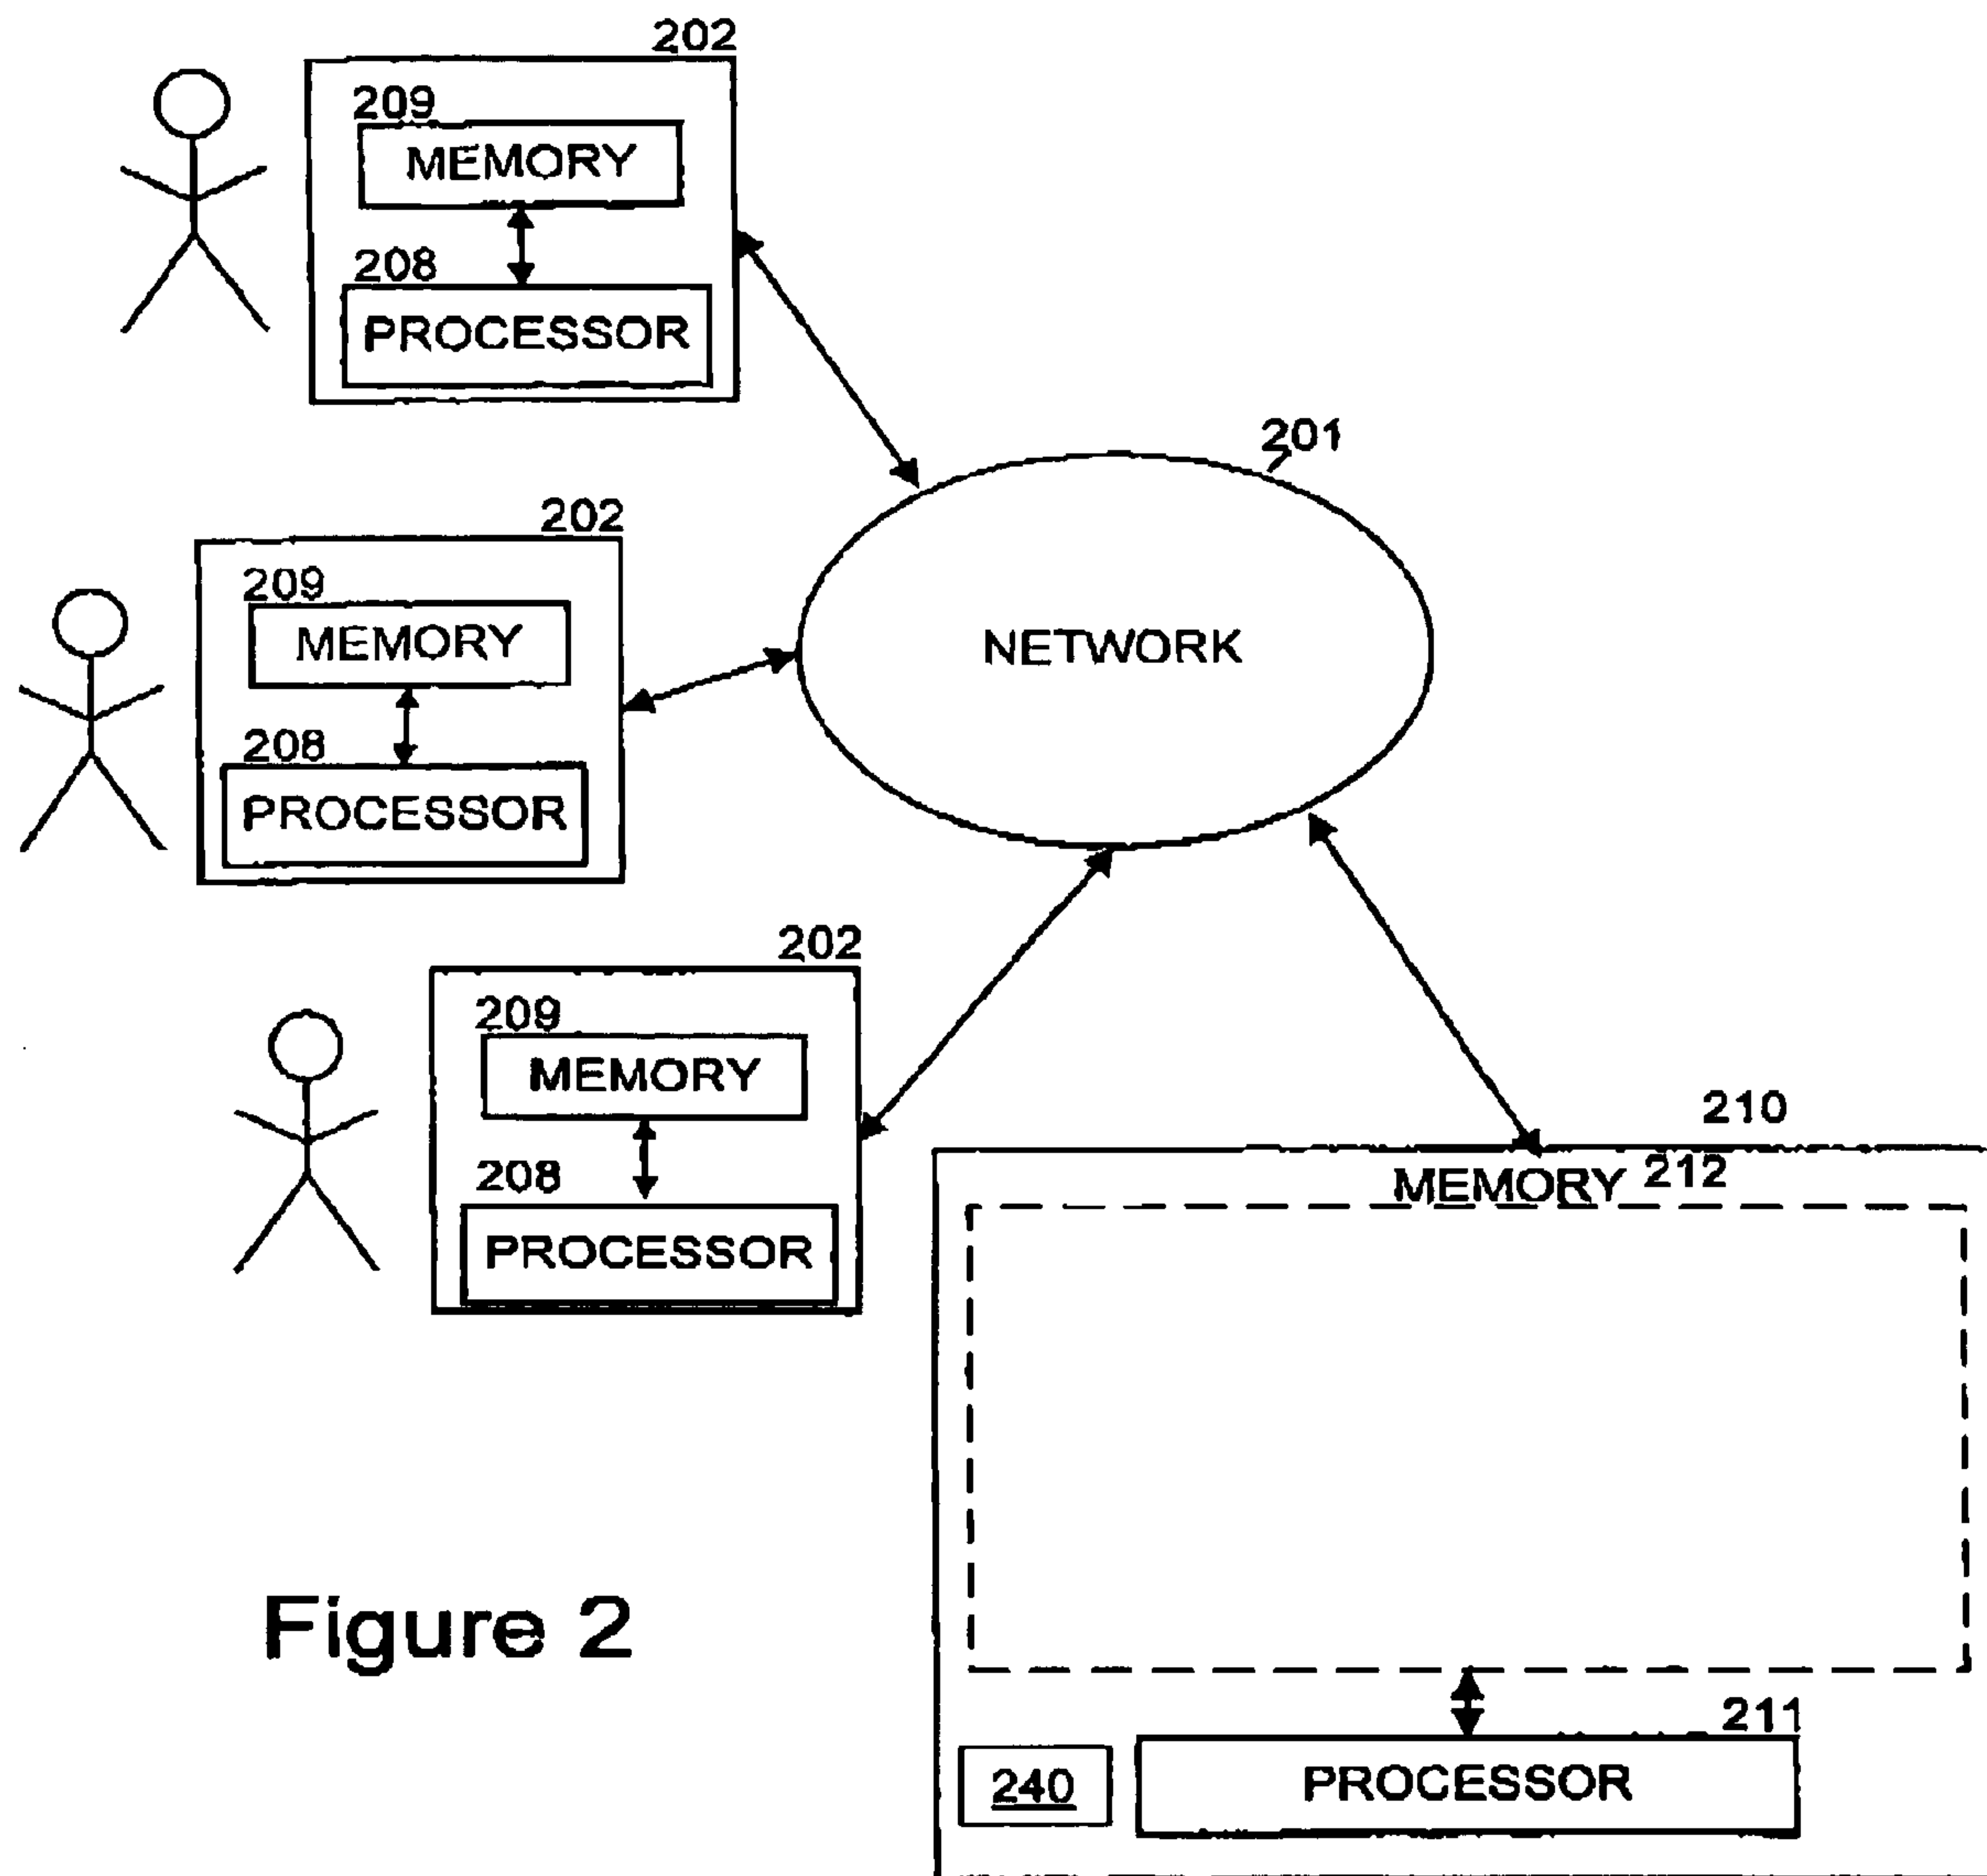 202
209
MEMORY
208
PROCESSOR
201
NETWORK
202
209
MEMORY
208
PROCESSOR
202
209
MEMORY
208
PROCESSOR
210
MEMORY 212
211
240
PROCESSOR
Figure 2